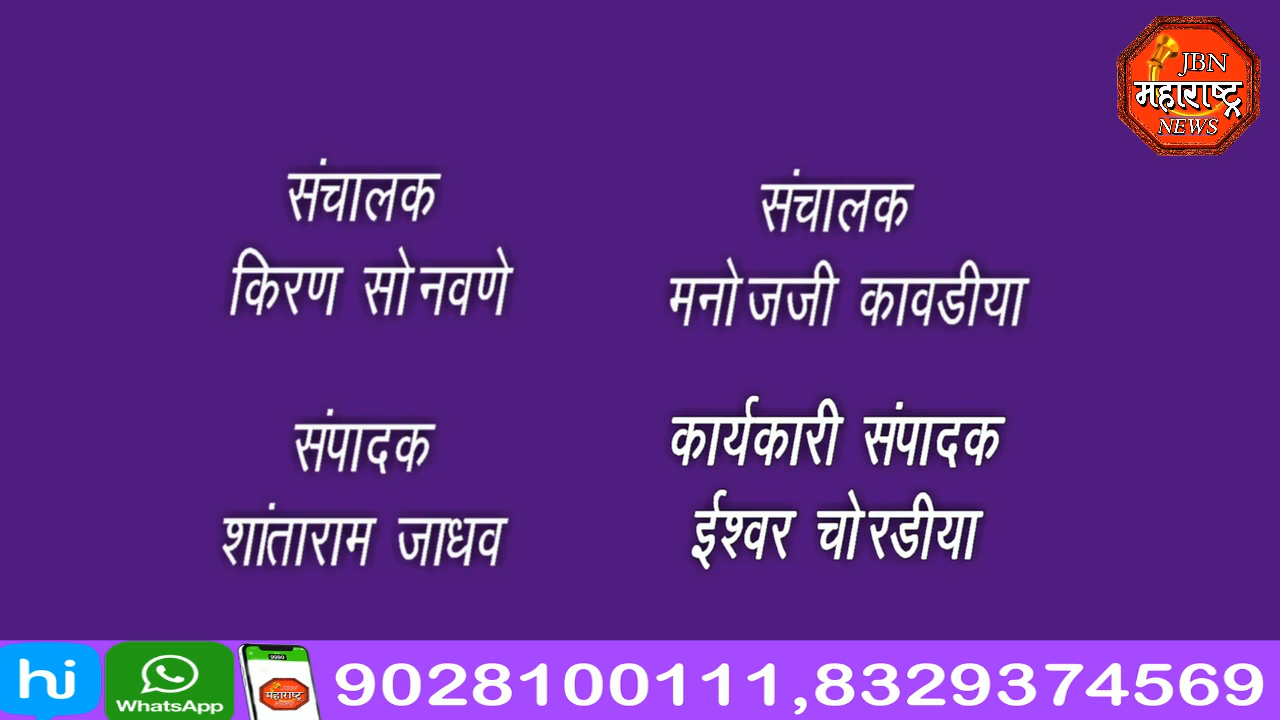 JBN
महाराष्ट्र
NEWS
संचालक
किरण सोनवणे
संचालक
मनोजजी कावडीया
संपादक
शांताराम जाधव
कार्यकारी संपादक
ईश्वर चोरडीया
hi
WhatsApp
महाराष्ट्र
9028100111,8329374569